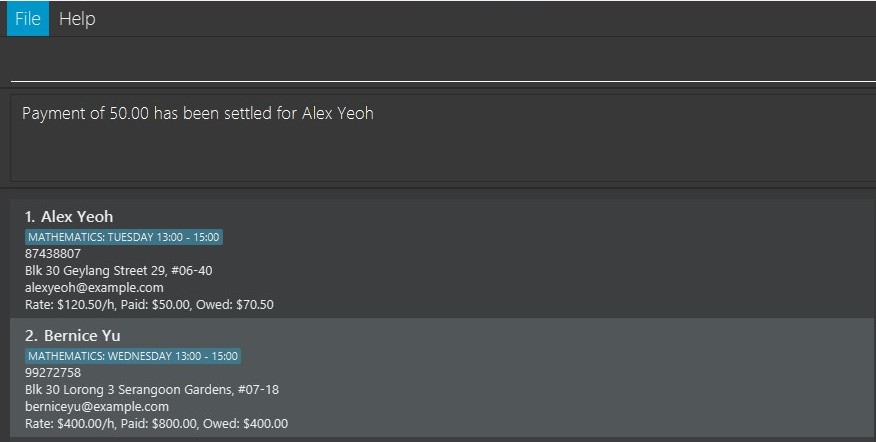 File Help
Payment of 50.00 has been settled for Alex Yeoh
1. Alex Yeoh
MATHEMATICS: TUESDAY 13:00 - 15:00
87438807
Blk 30 Geylang Street 29, #06-40
alexyeoh@example.com
Rate: $120.50/h, Paid: $50.00, Owed: $70.50
2. Bernice Yu
MATHEMATICS: WEDNESDAY 13:00 - 15:00
99272758
Blk 30 Lorong 3 Serangoon Gardens, #07-18
berniceyu@example.com
Rate: $400.00/h, Paid: $800.00, Owed: $400.00